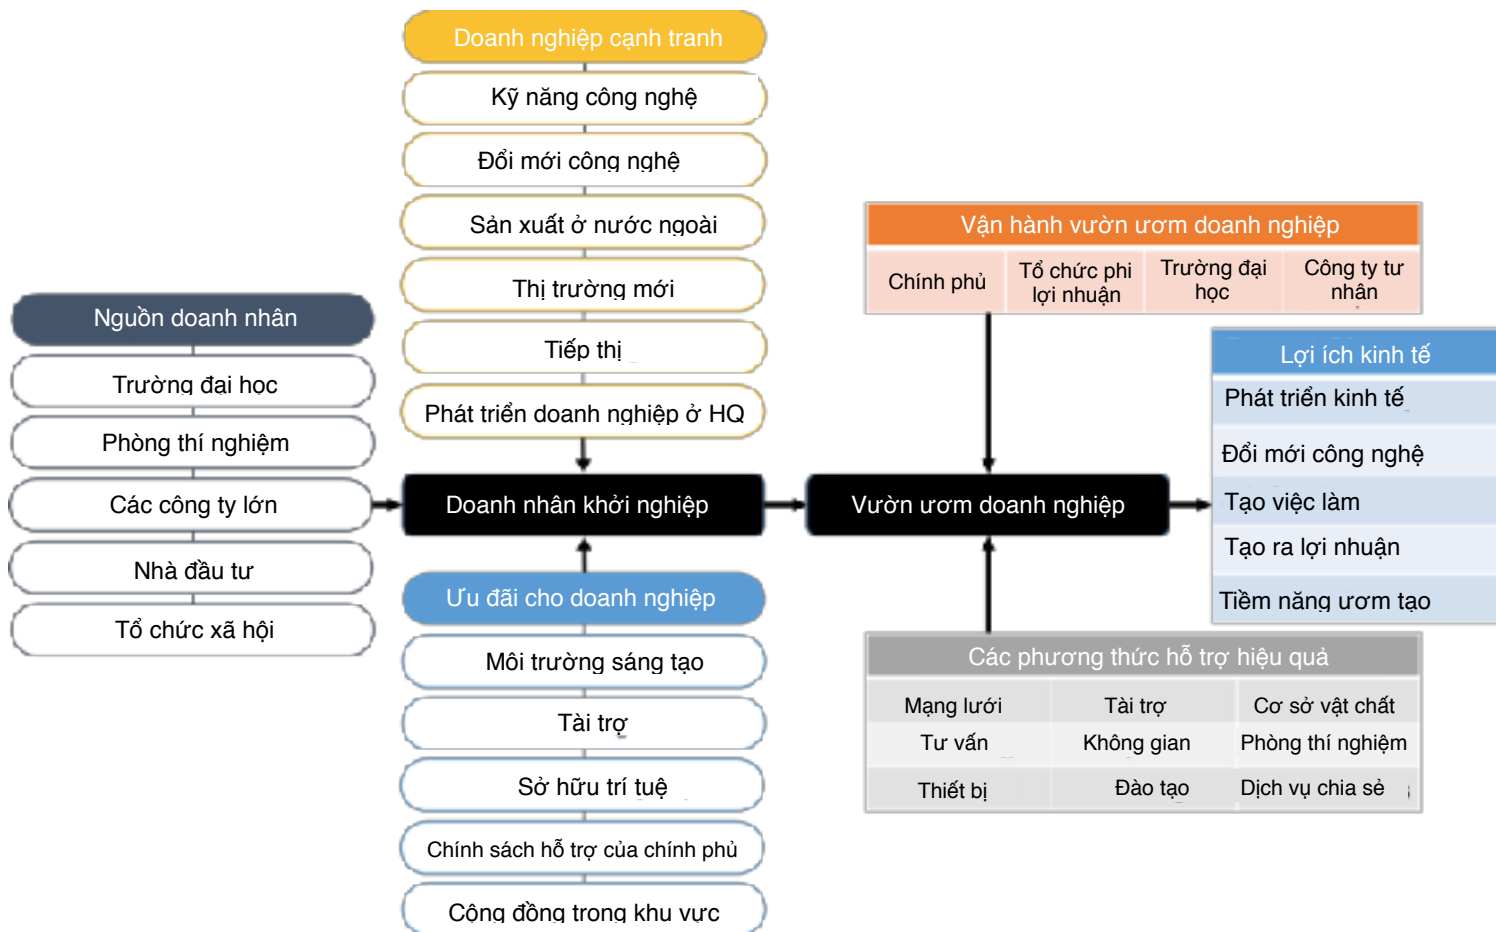 Doanh nghiệp cạnh tranh
Kỹ năng công nghệ
Đổi mới công nghệ
Sản xuất ở nước ngoài
Thị trường mới
Tiếp thị
Phát triển doanh nghiệp ở HQ
Nguồn doanh nhân
Trường đại học
Phòng thí nghiệm
Các công ty lớn
Nhà đầu tư
Tổ chức xã hội
Doanh nhân khởi nghiệp
Ưu đãi cho doanh nghiệp
Môi trường sáng tạo
Tài trợ
Sở hữu trí tuệ
Chính sách hỗ trợ của chính phủ
Cộng đồng trong khu vực
Vận hành vườn ươm doanh nghiệp
Chính phủ
Tổ chức phi
lợi nhuận
Trường đại
học
Công ty tư
nhân
Vườn ươm doanh nghiệp
Các phương thức hỗ trợ hiệu quả
Mạng lưới
Tài trợ
Cơ sở vật chất
Tư vấn
Không gian
Phòng thí nghiệm
Thiết bị
Đào tạo
Dịch vụ chia sẻ
Lợi ích kinh tế
Phát triển kinh tế
Đổi mới công nghệ
Tạo việc làm
Tạo ra lợi nhuận
Tiềm năng ươm tạo